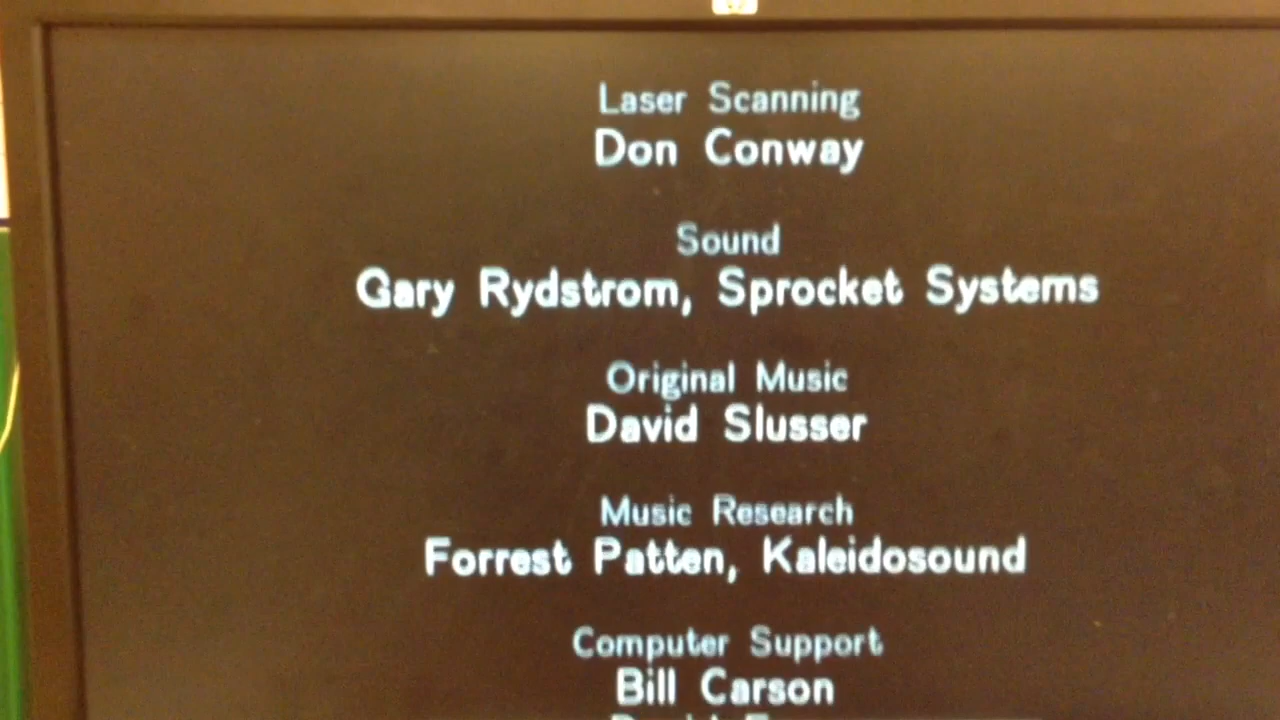 Laser Scanning
Don Conway
Sound
Gary Rydstrom, Sprocket Systems
Original Music
David Slusser
Music Research
Forrest Patten, Kaleidosound
Computer Support
Bill Carson